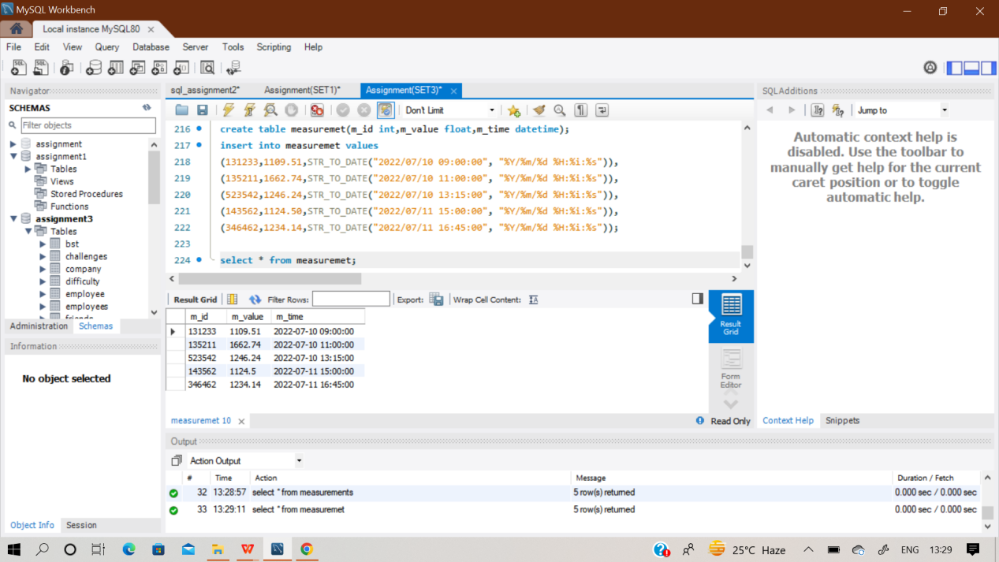 MySQL Workbench
Local instance MySQL80
File Edit View Query Database Server Tools Scripting Help
Navigator
SCHEMAS
Filter objects
assignment
assignment1
Tables
Views
Stored Procedures
Functions
assignment3
Tables
bst
challenges
company
difficulty
employee
employees
friends
Administration Schemas
Information
No object selected
Object Info Session
sql_assignment2* Assignment(SET1)* Assignment(SET3)*
Don't Limit
216 create table measuremet(m_id int,m_value float,m_time datetime);
217 insert into measuremet values
218 (131233,1109.51,STR_TO_DATE("2022/07/10 09:00:00", "%Y/%m/%d %H:%i:%s")),
219 (135211,1662.74,STR_TO_DATE("2022/07/10 11:00:00", "%Y/%m/%d %H:%i:%s")),
220 (523542,1246.24,STR_TO_DATE("2022/07/10 13:15:00", "%Y/%m/%d %H:%i:%s")),
221 (143562,1124.50,STR_TO_DATE("2022/07/11 15:00:00", "%Y/%m/%d %H:%i:%s")),
222 (346462,1234.14,STR_TO_DATE("2022/07/11 16:45:00", "%Y/%m/%d %H:%i:%s"));
223
224 select * from measuremet;
Result Grid Filter Rows: Export: Wrap Cell Content:
m_id m_value m_time
131233 1109.51 2022-07-10 09:00:00
135211 1662.74 2022-07-10 11:00:00
523542 1246.24 2022-07-10 13:15:00
143562 1124.5 2022-07-11 15:00:00
346462 1234.14 2022-07-11 16:45:00
Result
Grid
Form
Editor
measuremet 10
Read Only
SQLAdditions
Jump to
Automatic context help is
disabled. Use the toolbar to
manually get help for the current
caret position or to toggle
automatic help.
Context Help Snippets
Output
Action Output
# Time Action Message Duration / Fetch
32 13:28:57 select * from measurements 5 row(s) returned 0.000 sec / 0.000 sec
33 13:29:11 select * from measuremet 5 row(s) returned 0.000 sec / 0.000 sec
25°C Haze ENG 13:29